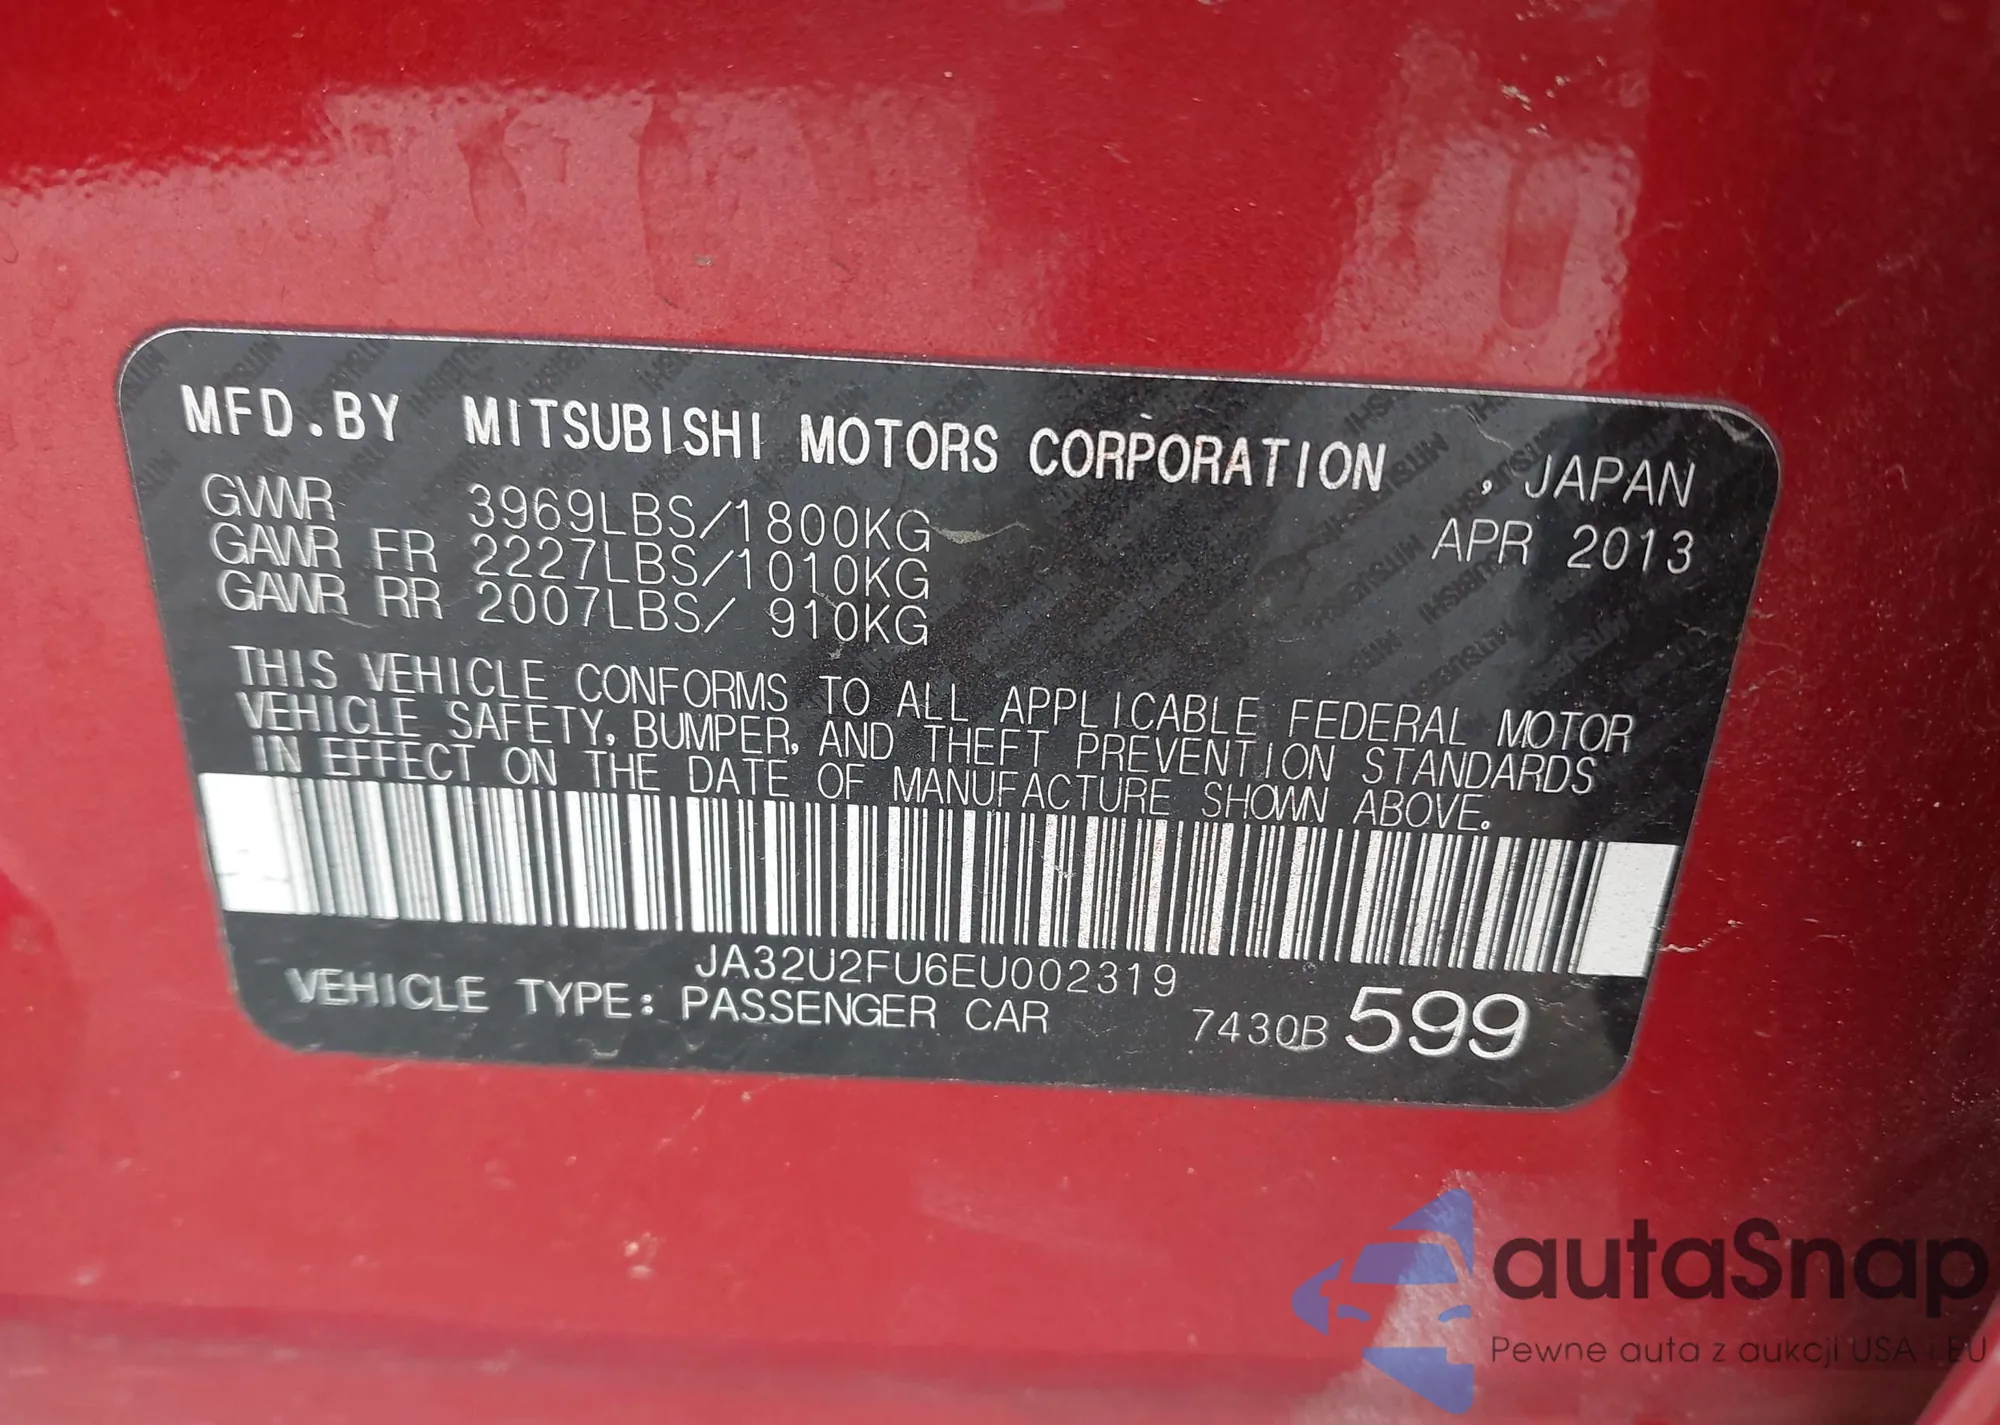 MFD.BY MITSUBISHI MOTORS CORPORATION , JAPAN
GVWR 3969LBS/1800KG APR 2013
GAWR FR 2227LBS/1010KG
GAWR RR 2007LBS/ 910KG
THIS VEHICLE CONFORMS TO ALL APPLICABLE FEDERAL MOTOR
VEHICLE SAFETY, BUMPER, AND THEFT PREVENTION STANDARDS
IN EFFECT ON THE DATE OF MANUFACTURE SHOWN ABOVE.
JA32U2FU6EU002319
VEHICLE TYPE: PASSENGER CAR 7430B 599
autaSnap
Pewne auta z aukcji USA i EU